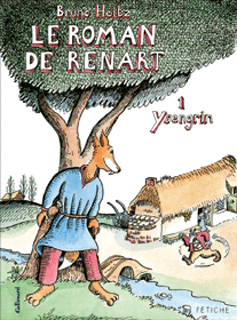 Bruno Heitz
LE ROMAN
DE RENART
1
Ysengrin
Gallimard
FÉTICHE